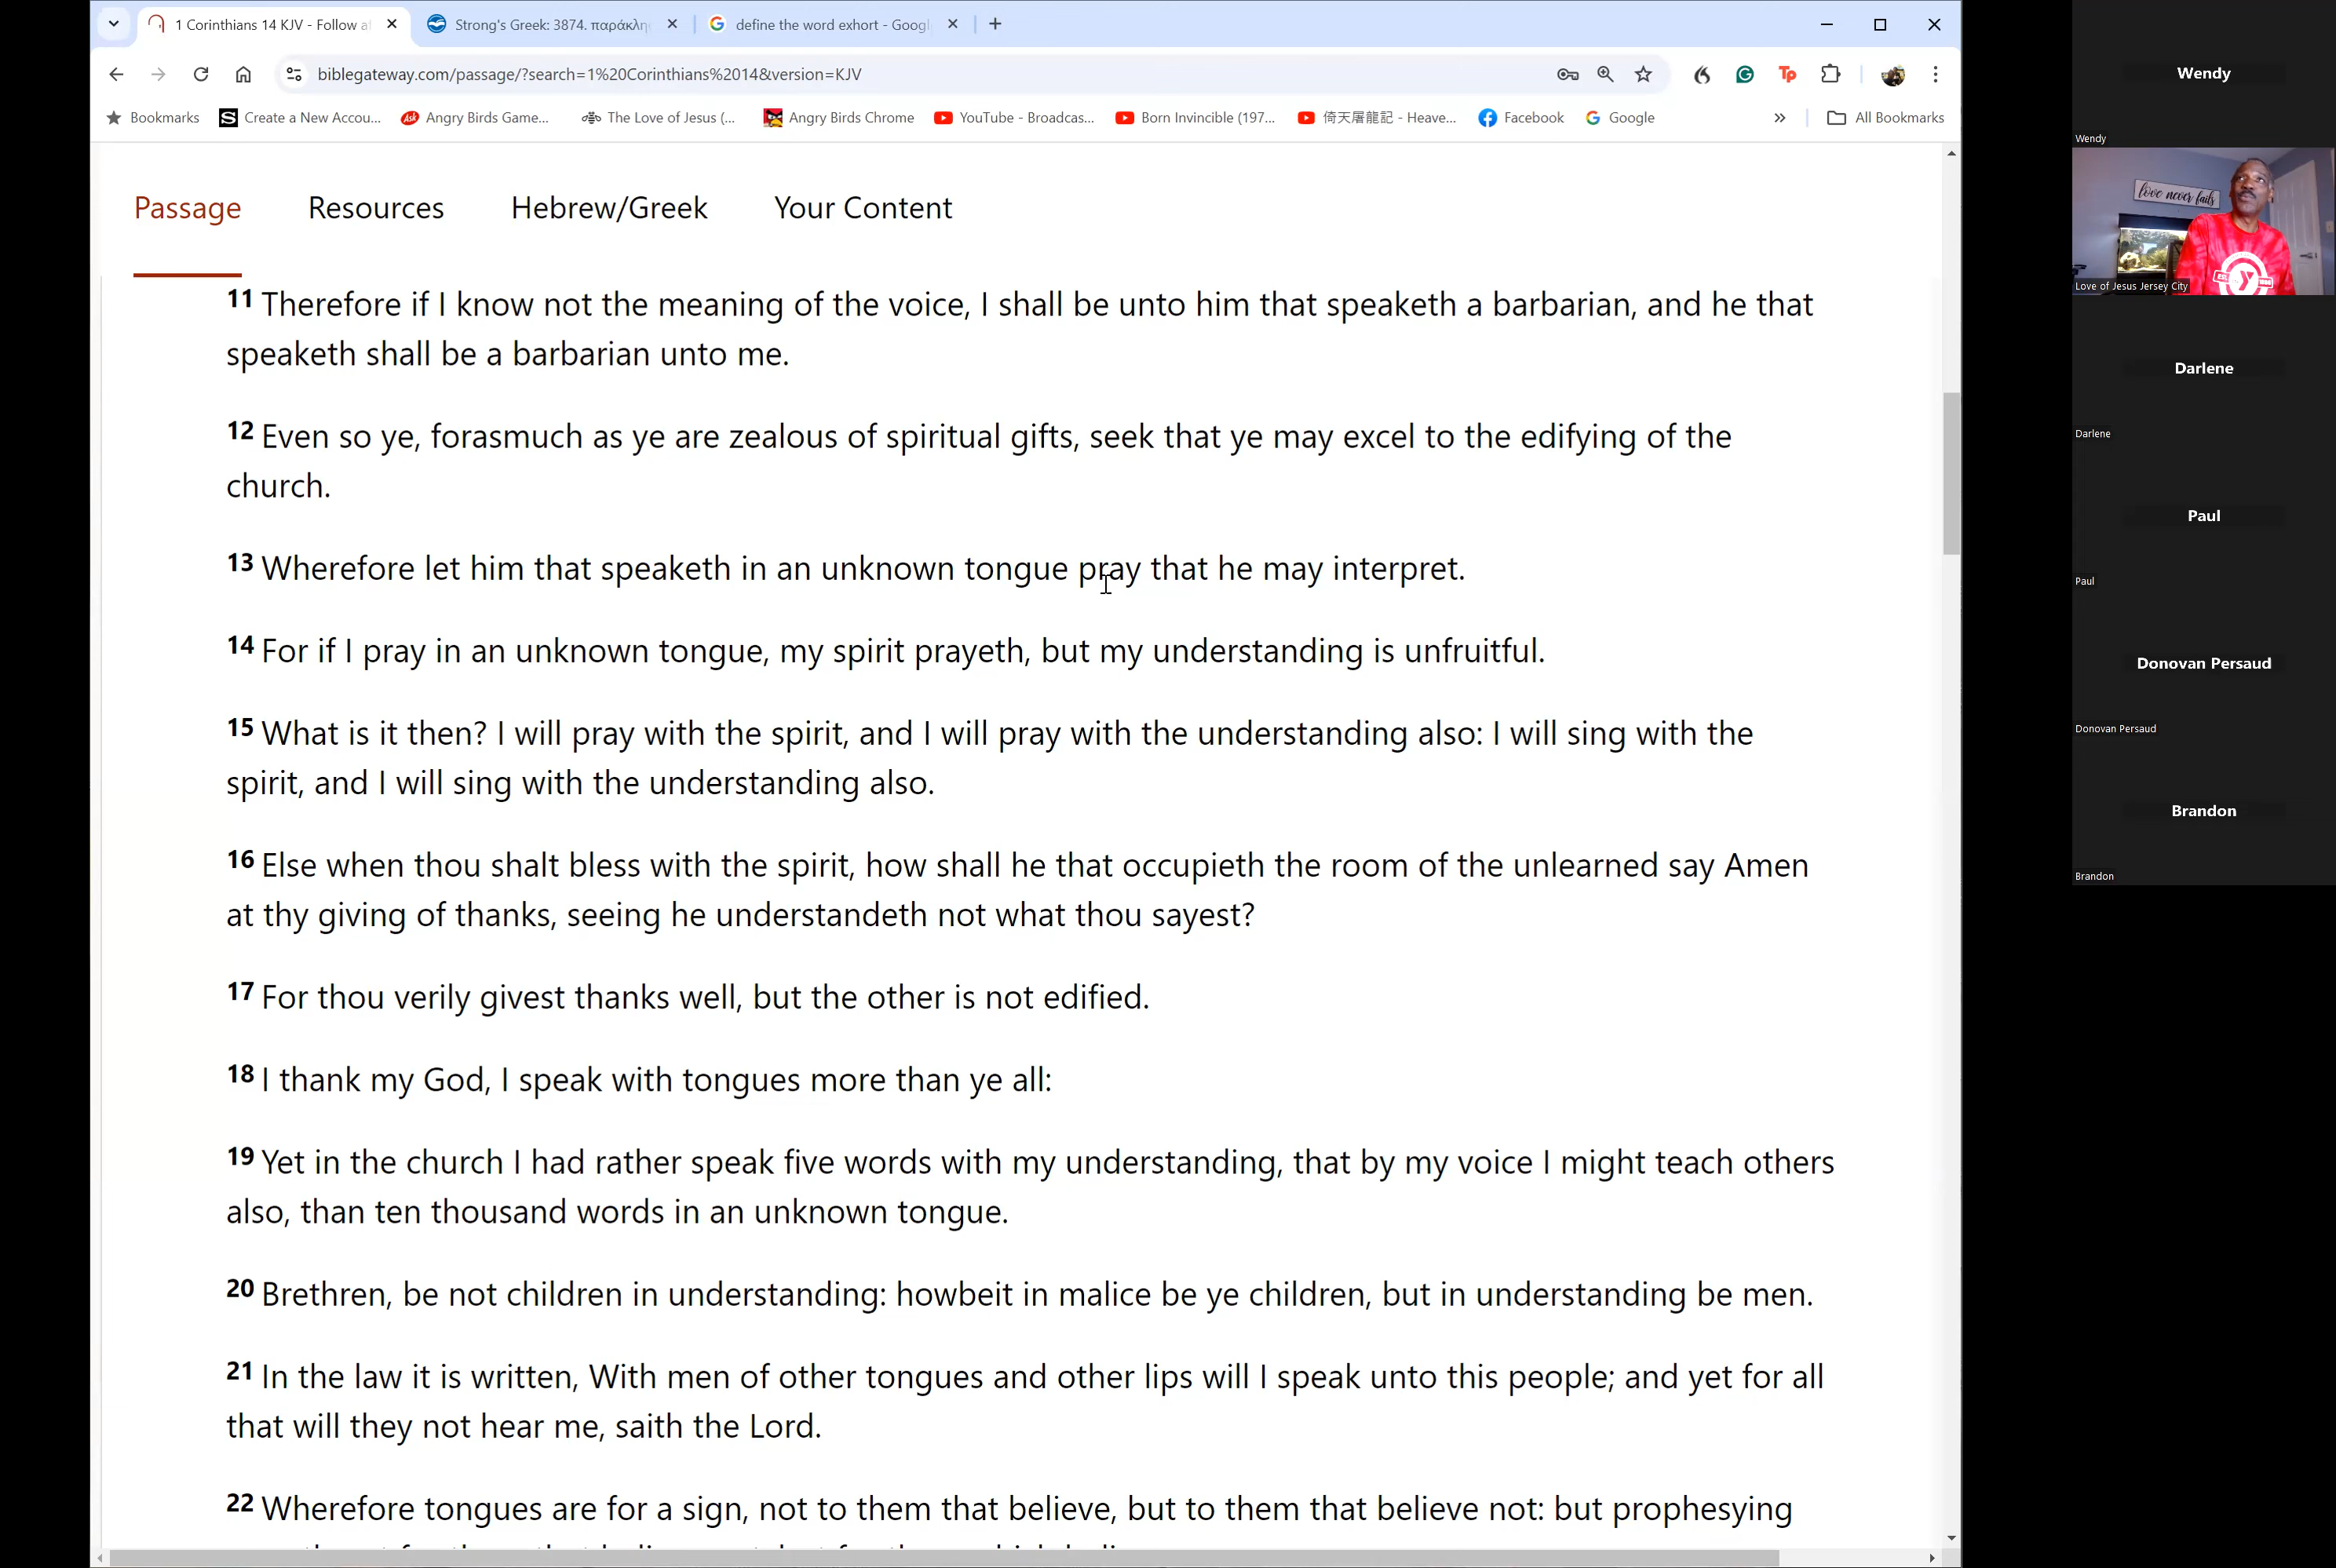 1 Corinthians 14 KJV - Follow af
Strong's Greek: 3874. παράκλη
define the word exhort - Googl
biblegateway.com/passage/?search=1%20Corinthians%2014&version=KJV
Bookmarks
Create a New Accou...
Angry Birds Game...
The Love of Jesus (...
Angry Birds Chrome
YouTube - Broadcas...
Born Invincible (197...
倚天屠龍記 - Heave...
Facebook
Google
All Bookmarks
Passage
Resources
Hebrew/Greek
Your Content
11 Therefore if I know not the meaning of the voice, I shall be unto him that speaketh a barbarian, and he that
speaketh shall be a barbarian unto me.
12 Even so ye, forasmuch as ye are zealous of spiritual gifts, seek that ye may excel to the edifying of the
church.
13 Wherefore let him that speaketh in an unknown tongue pray that he may interpret.
14 For if I pray in an unknown tongue, my spirit prayeth, but my understanding is unfruitful.
15 What is it then? I will pray with the spirit, and I will pray with the understanding also: I will sing with the
spirit, and I will sing with the understanding also.
16 Else when thou shalt bless with the spirit, how shall he that occupieth the room of the unlearned say Amen
at thy giving of thanks, seeing he understandeth not what thou sayest?
17 For thou verily givest thanks well, but the other is not edified.
18 I thank my God, I speak with tongues more than ye all:
19 Yet in the church I had rather speak five words with my understanding, that by my voice I might teach others
also, than ten thousand words in an unknown tongue.
20 Brethren, be not children in understanding: howbeit in malice be ye children, but in understanding be men.
21 In the law it is written, With men of other tongues and other lips will I speak unto this people; and yet for all
that will they not hear me, saith the Lord.
22 Wherefore tongues are for a sign, not to them that believe, but to them that believe not: but prophesying
Wendy
Wendy
love never fails
Y
Love of Jesus Jersey City
Darlene
Darlene
Paul
Paul
Donovan Persaud
Donovan Persaud
Brandon
Brandon